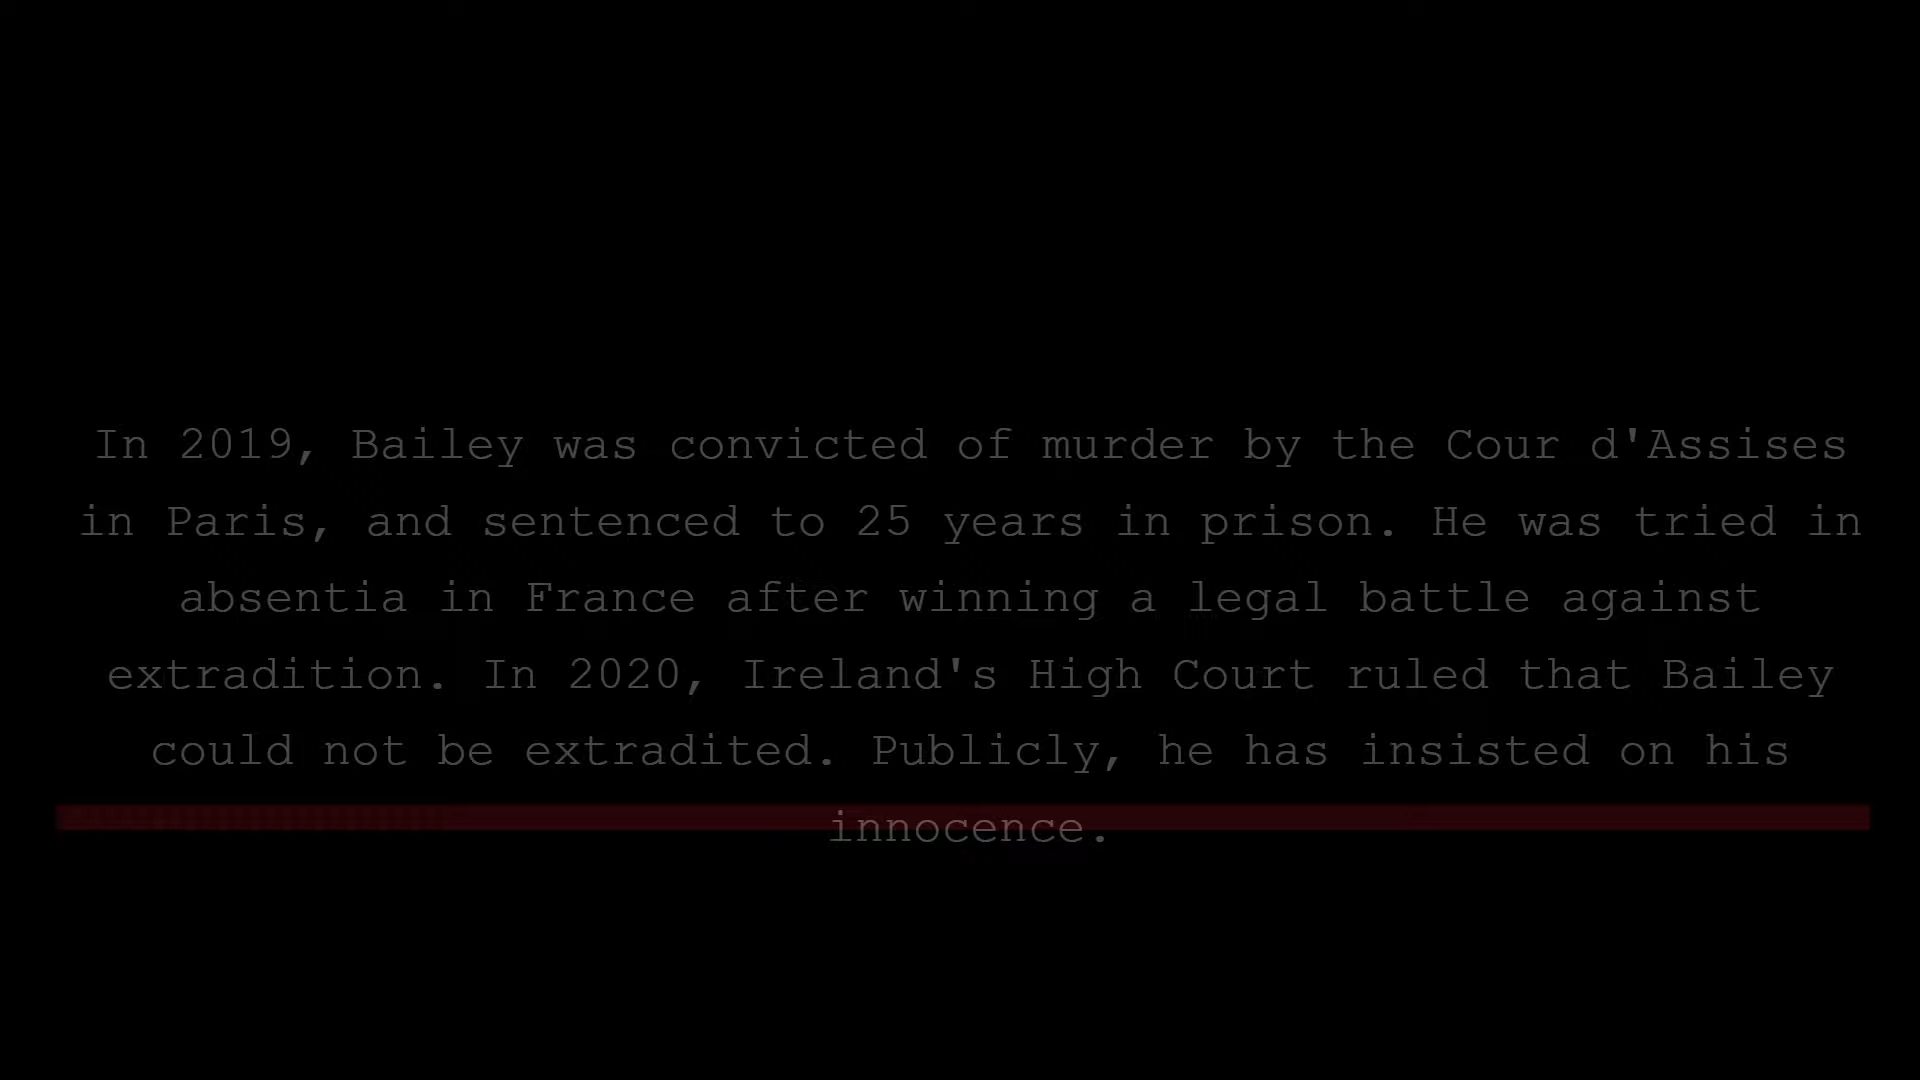 In 2019, Bailey was convicted of murder by the Cour d'Assises
in Paris, and sentenced to 25 years in prison. He was tried in
absentia in France after winning a legal battle against
extradition. In 2020, Ireland's High Court ruled that Bailey
could not be extradited. Publicly, he has insisted on his
innocence.